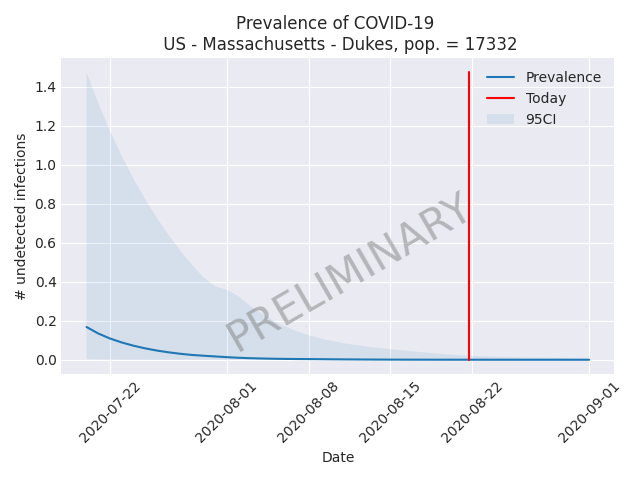 Prevalence of COVID-19
US - Massachusetts - Dukes, pop. = 17332
Prevalence
Today
95CI
PRELIMINARY
# undetected infections
1.4
1.2
1.0
0.8
0.6
0.4
0.2
0.0
2020-07-22
2020-08-01
2020-08-08
2020-08-15
2020-08-22
2020-09-01
Date